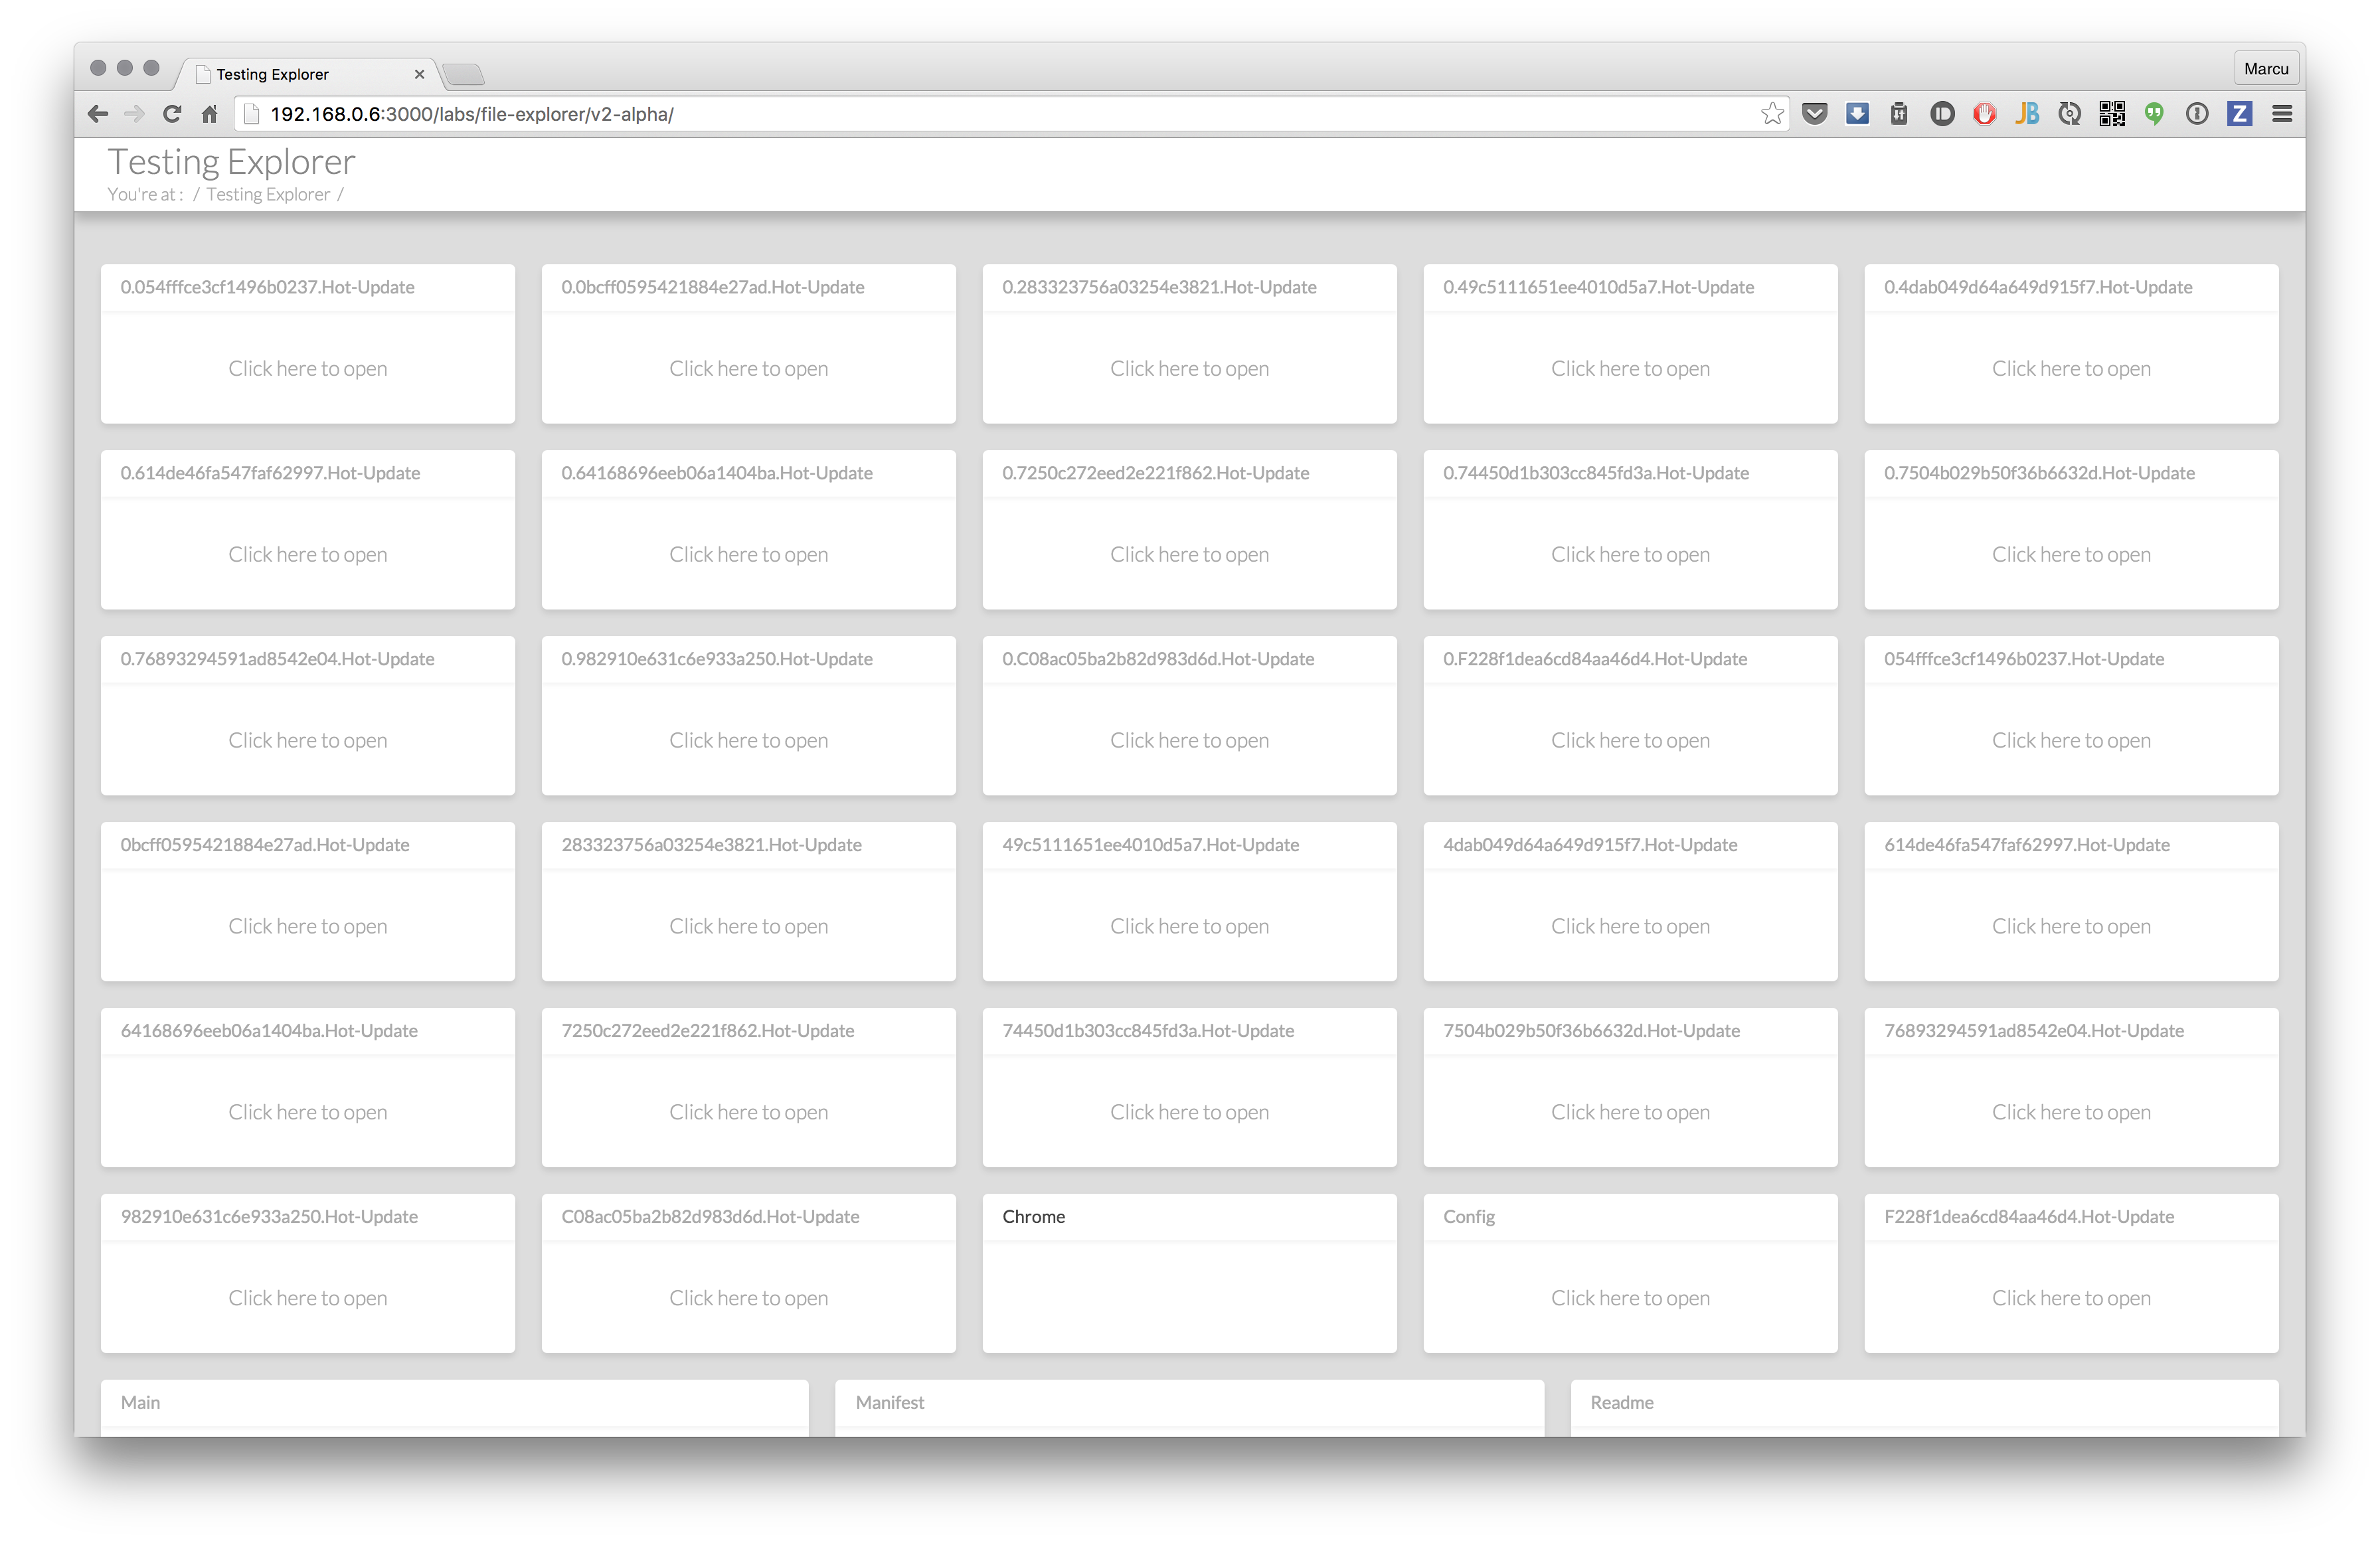 Testing Explorer
Marcu
192.168.0.6:3000/labs/file-explorer/v2-alpha/
JB
Z
Testing Explorer
You're at : / Testing Explorer /
0.054fffce3cf1496b0237.Hot-Update
0.0bcff0595421884e27ad.Hot-Update
0.283323756a03254e3821.Hot-Update
0.49c5111651ee4010d5a7.Hot-Update
0.4dab049d64a649d915f7.Hot-Update
Click here to open
Click here to open
Click here to open
Click here to open
Click here to open
0.614de46fa547faf62997.Hot-Update
0.64168696eeb06a1404ba.Hot-Update
0.7250c272eed2e221f862.Hot-Update
0.74450d1b303cc845fd3a.Hot-Update
0.7504b029b50f36b6632d.Hot-Update
Click here to open
Click here to open
Click here to open
Click here to open
Click here to open
0.76893294591ad8542e04.Hot-Update
0.982910e631c6e933a250.Hot-Update
0.C08ac05ba2b82d983d6d.Hot-Update
0.F228f1dea6cd84aa46d4.Hot-Update
054fffce3cf1496b0237.Hot-Update
Click here to open
Click here to open
Click here to open
Click here to open
Click here to open
0bcff0595421884e27ad.Hot-Update
283323756a03254e3821.Hot-Update
49c5111651ee4010d5a7.Hot-Update
4dab049d64a649d915f7.Hot-Update
614de46fa547faf62997.Hot-Update
Click here to open
Click here to open
Click here to open
Click here to open
Click here to open
64168696eeb06a1404ba.Hot-Update
7250c272eed2e221f862.Hot-Update
74450d1b303cc845fd3a.Hot-Update
7504b029b50f36b6632d.Hot-Update
76893294591ad8542e04.Hot-Update
Click here to open
Click here to open
Click here to open
Click here to open
Click here to open
982910e631c6e933a250.Hot-Update
C08ac05ba2b82d983d6d.Hot-Update
Chrome
Config
F228f1dea6cd84aa46d4.Hot-Update
Click here to open
Click here to open
Click here to open
Click here to open
Main
Manifest
Readme